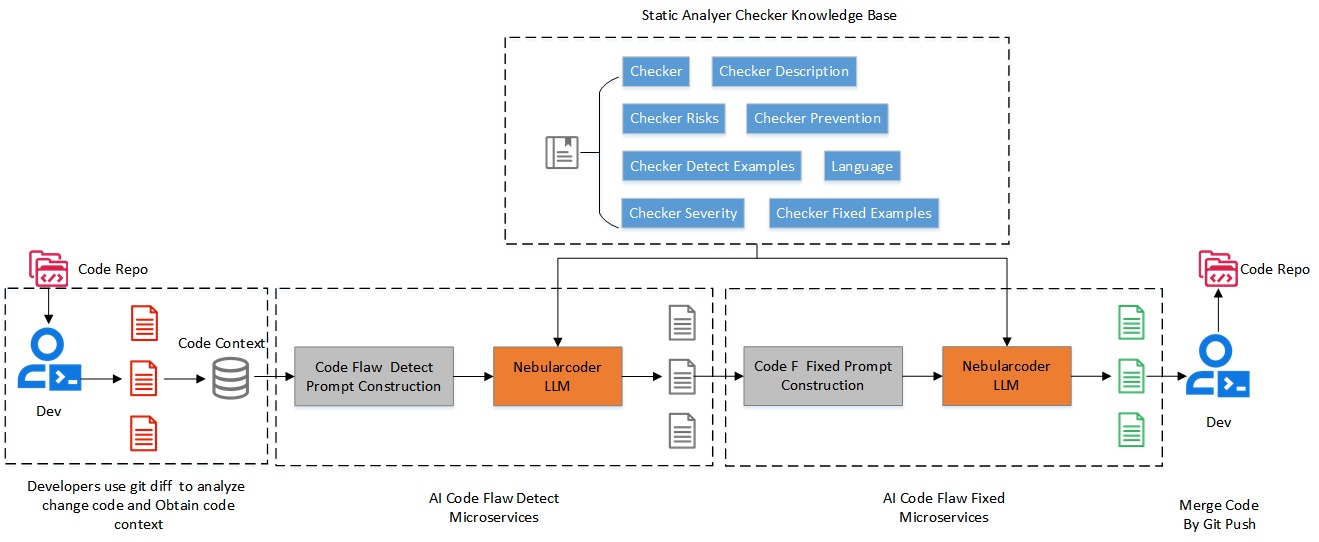 Static Analyer Checker Knowledge Base
Checker
Checker Description
Checker Risks
Checker Prevention
Checker Detect Examples
Language
Checker Severity
Checker Fixed Examples
Code Repo
Dev
Code Context
Developers use git diff to analyze
change code and Obtain code
context
Code Flaw Detect
Prompt Construction
Nebularcoder
LLM
AI Code Flaw Detect
Microservices
Code F Fixed Prompt
Construction
Nebularcoder
LLM
AI Code Flaw Fixed
Microservices
Code Repo
Dev
Merge Code
By Git Push